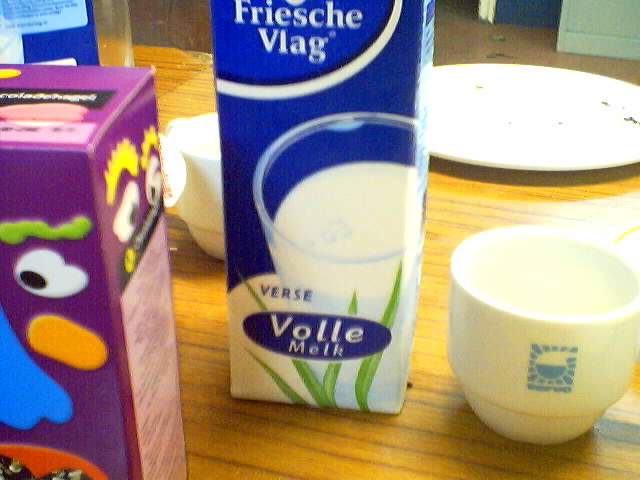 Friesche
Vlag
VERSE
Volle
Melk